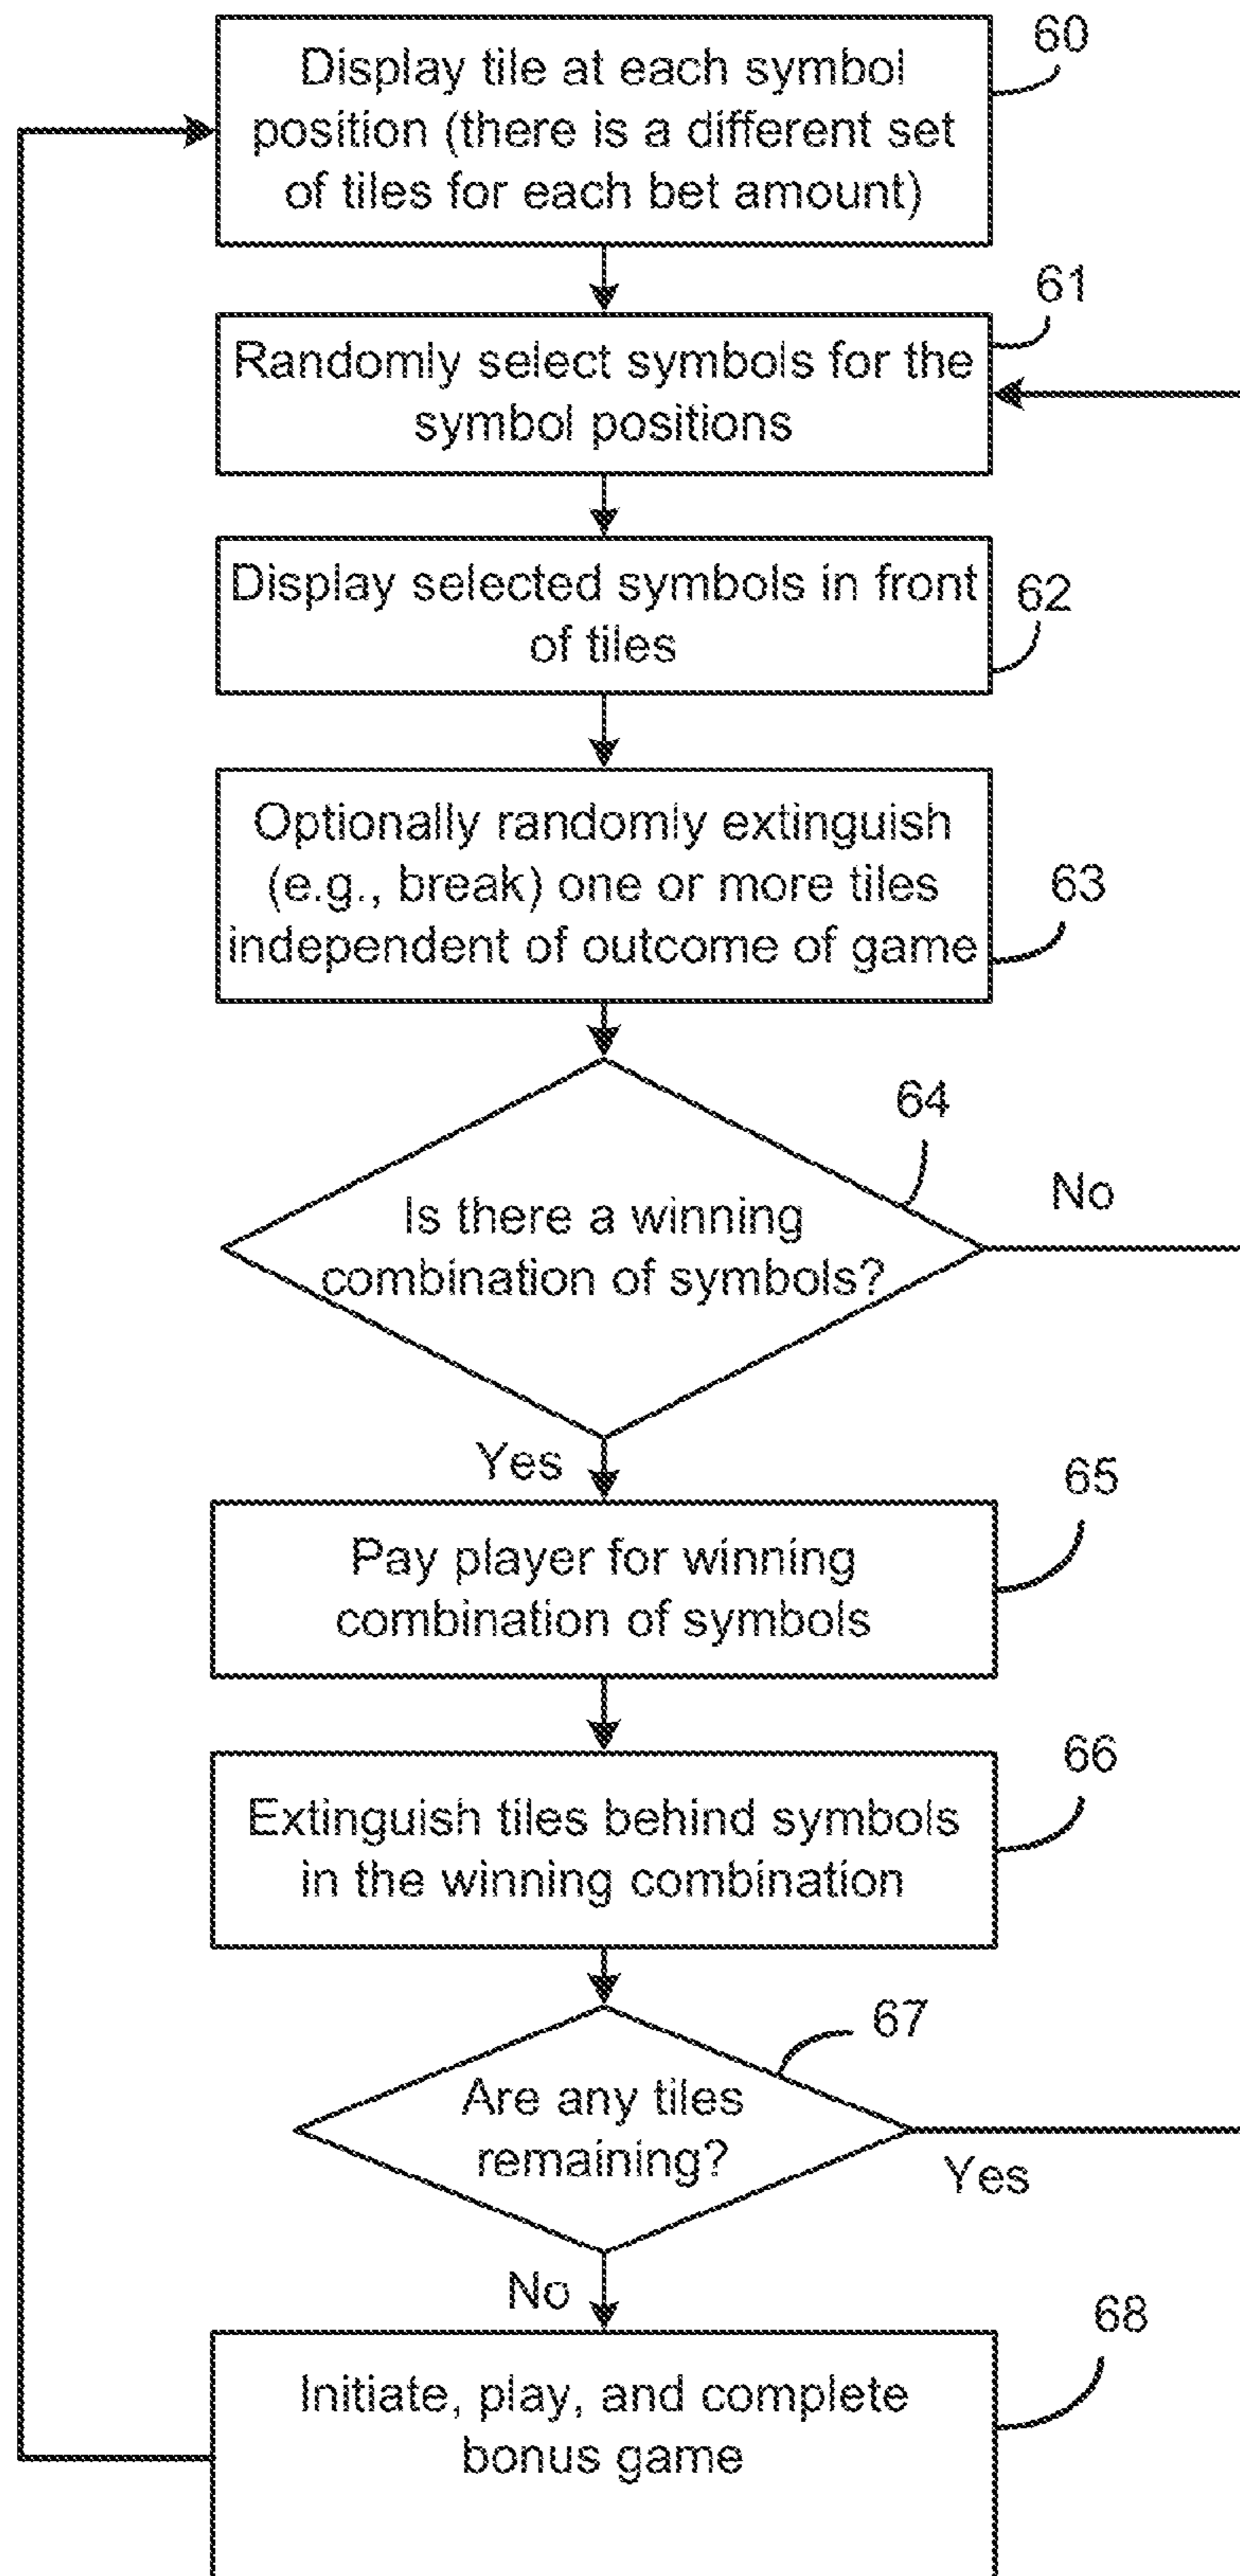 Display tile at each symbol
position (there is a different set
of tiles for each bet amount)
60
Randomly select symbols for the
symbol positions
61
Display selected symbols in front
of tiles
62
Optionally randomly extinguish
(e.g., break) one or more tiles
independent of outcome of game
63
Is there a winning
combination of symbols?
64
No
Yes
Pay player for winning
combination of symbols
65
Extinguish tiles behind symbols
in the winning combination
66
Are any tiles
remaining?
67
Yes
No
Initiate, play, and complete
bonus game
68